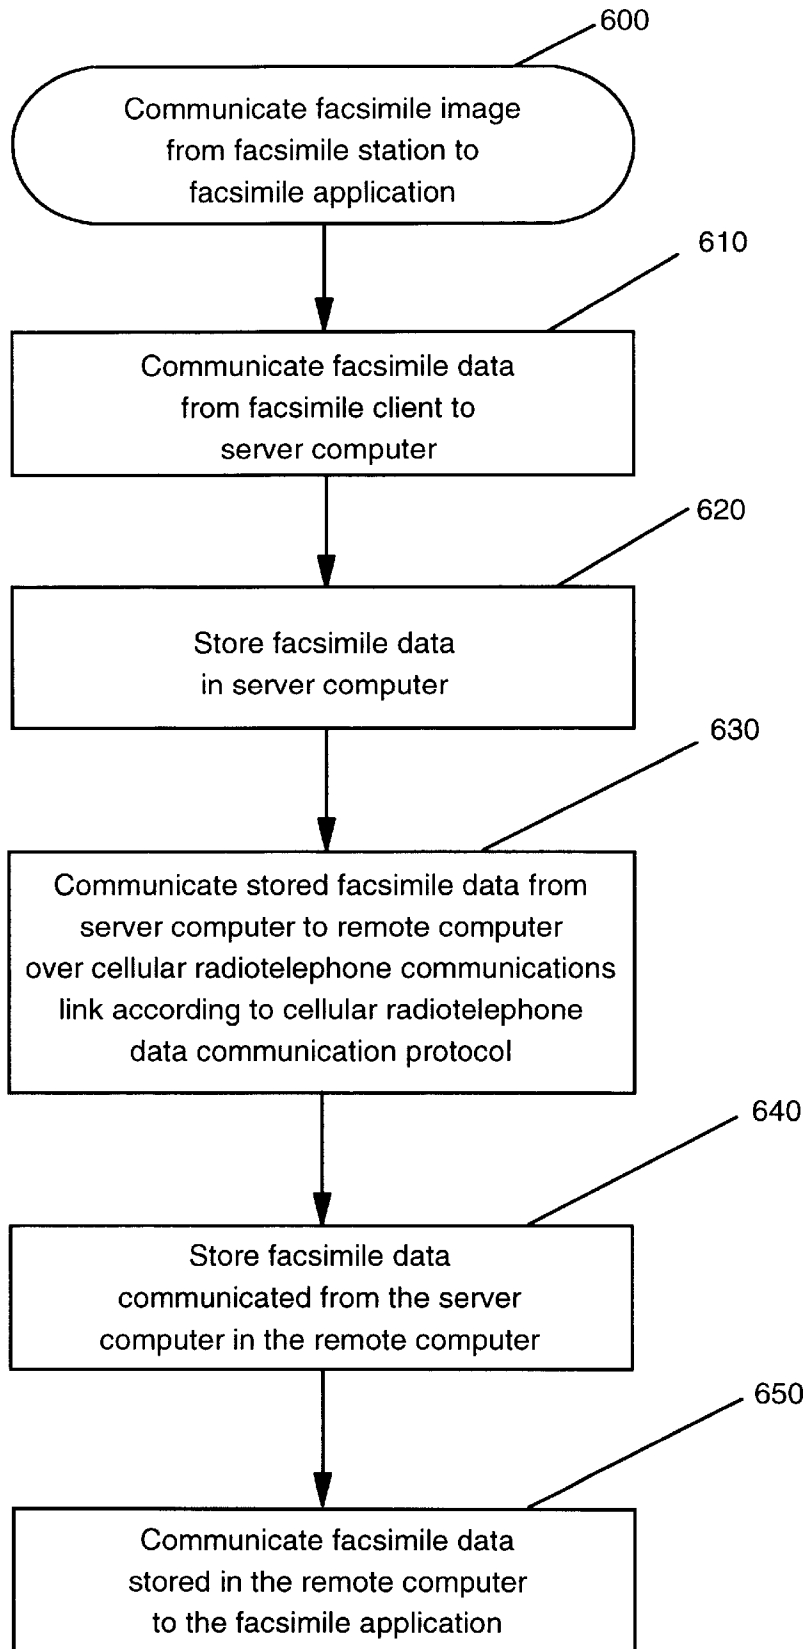 600
Communicate facsimile image
from facsimile station to
facsimile application
610
Communicate facsimile data
from facsimile client to
server computer
620
Store facsimile data
in server computer
630
Communicate stored facsimile data from
server computer to remote computer
over cellular radiotelephone communications
link according to cellular radiotelephone
data communication protocol
640
Store facsimile data
communicated from the server
computer in the remote computer
650
Communicate facsimile data
stored in the remote computer
to the facsimile application